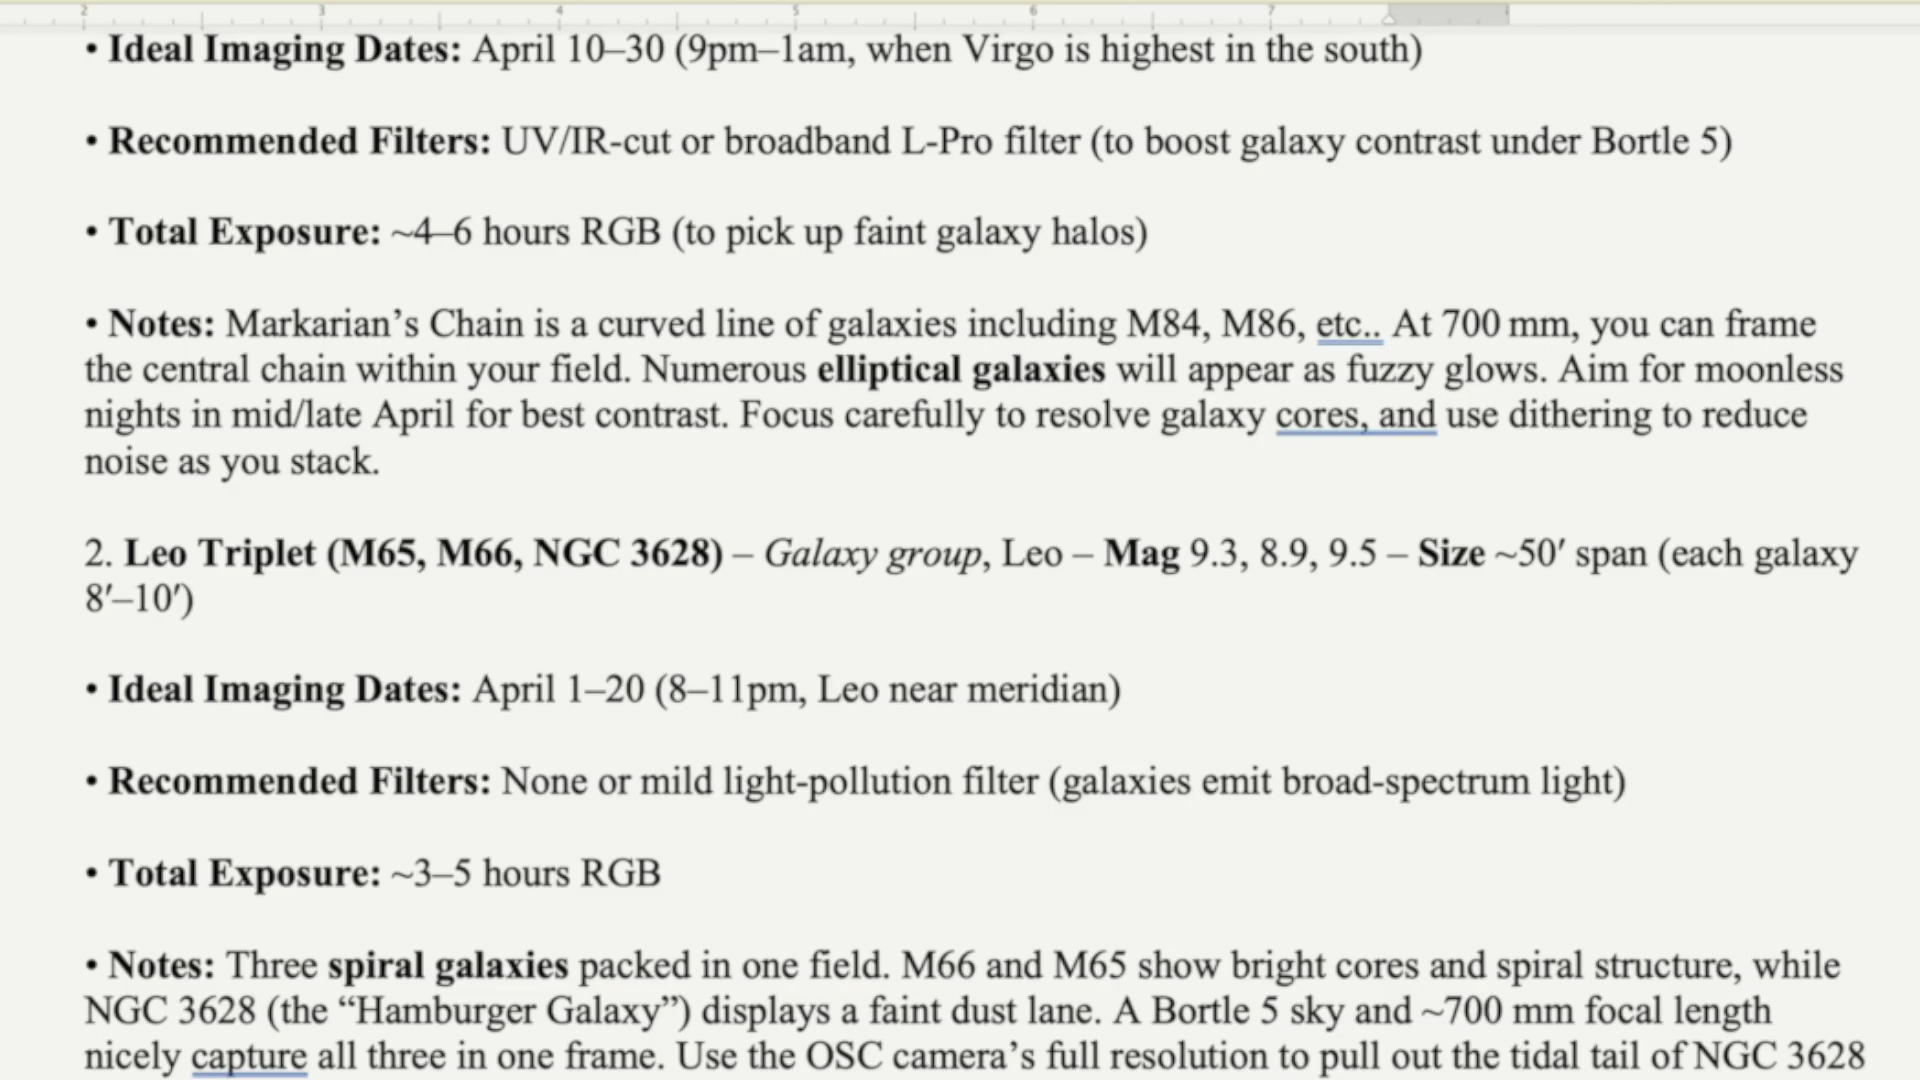 2 3 4 5 6 7
• Ideal Imaging Dates: April 10–30 (9pm–1am, when Virgo is highest in the south)
• Recommended Filters: UV/IR-cut or broadband L-Pro filter (to boost galaxy contrast under Bortle 5)
• Total Exposure: ~4–6 hours RGB (to pick up faint galaxy halos)
• Notes: Markarian’s Chain is a curved line of galaxies including M84, M86, etc.. At 700 mm, you can frame
the central chain within your field. Numerous elliptical galaxies will appear as fuzzy glows. Aim for moonless
nights in mid/late April for best contrast. Focus carefully to resolve galaxy cores, and use dithering to reduce
noise as you stack.
2. Leo Triplet (M65, M66, NGC 3628) – Galaxy group, Leo – Mag 9.3, 8.9, 9.5 – Size ~50′ span (each galaxy
8′–10′)
• Ideal Imaging Dates: April 1–20 (8–11pm, Leo near meridian)
• Recommended Filters: None or mild light-pollution filter (galaxies emit broad-spectrum light)
• Total Exposure: ~3–5 hours RGB
• Notes: Three spiral galaxies packed in one field. M66 and M65 show bright cores and spiral structure, while
NGC 3628 (the “Hamburger Galaxy”) displays a faint dust lane. A Bortle 5 sky and ~700 mm focal length
nicely capture all three in one frame. Use the OSC camera’s full resolution to pull out the tidal tail of NGC 3628